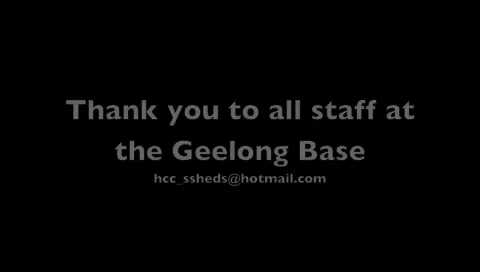 Thank you to all staff at
the Geelong Base
hcc_ssheds@hotmail.com